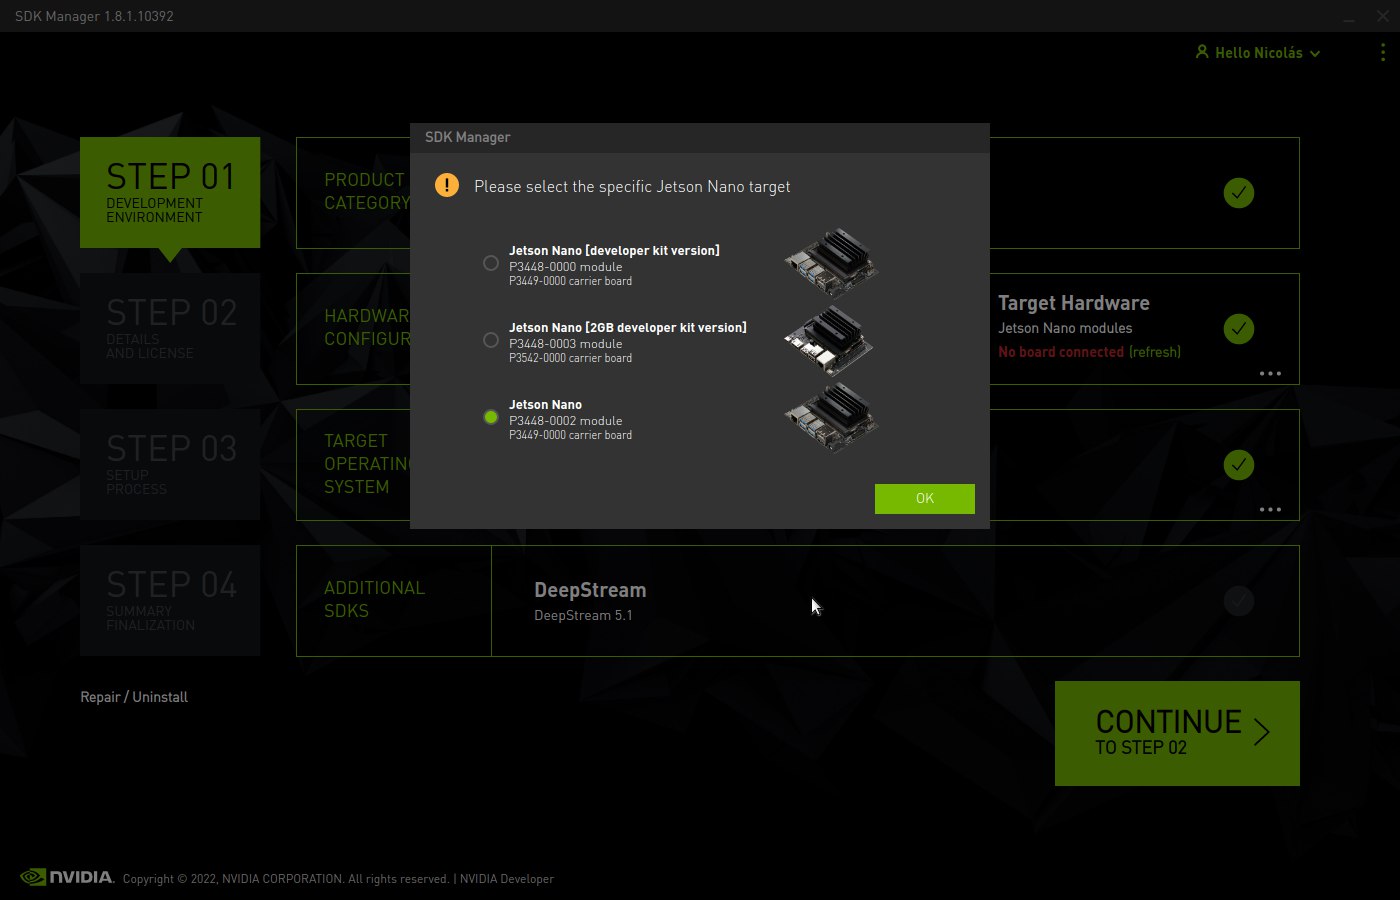 SDK Manager 1.8.1.10392
Hello Nicolás
STEP 01
DEVELOPMENT
ENVIRONMENT
STEP 02
DETAILS
AND LICENSE
STEP 03
SETUP
PROCESS
STEP 04
SUMMARY
FINALIZATION
PRODUCT
CATEGORY
HARDWAR
CONFIGUR
Target Hardware
Jetson Nano modules
No board connected (refresh)
TARGET
OPERATING
SYSTEM
SDK Manager
! Please select the specific Jetson Nano target
Jetson Nano [developer kit version]
P3448-0000 module
P3449-0000 carrier board
Jetson Nano [2GB developer kit version]
P3448-0003 module
P3542-0000 carrier board
Jetson Nano
P3448-0002 module
P3449-0000 carrier board
OK
ADDITIONAL
SDKS
DeepStream
DeepStream 5.1
Repair / Uninstall
CONTINUE
TO STEP 02
NVIDIA. Copyright © 2022, NVIDIA CORPORATION. All rights reserved. | NVIDIA Developer